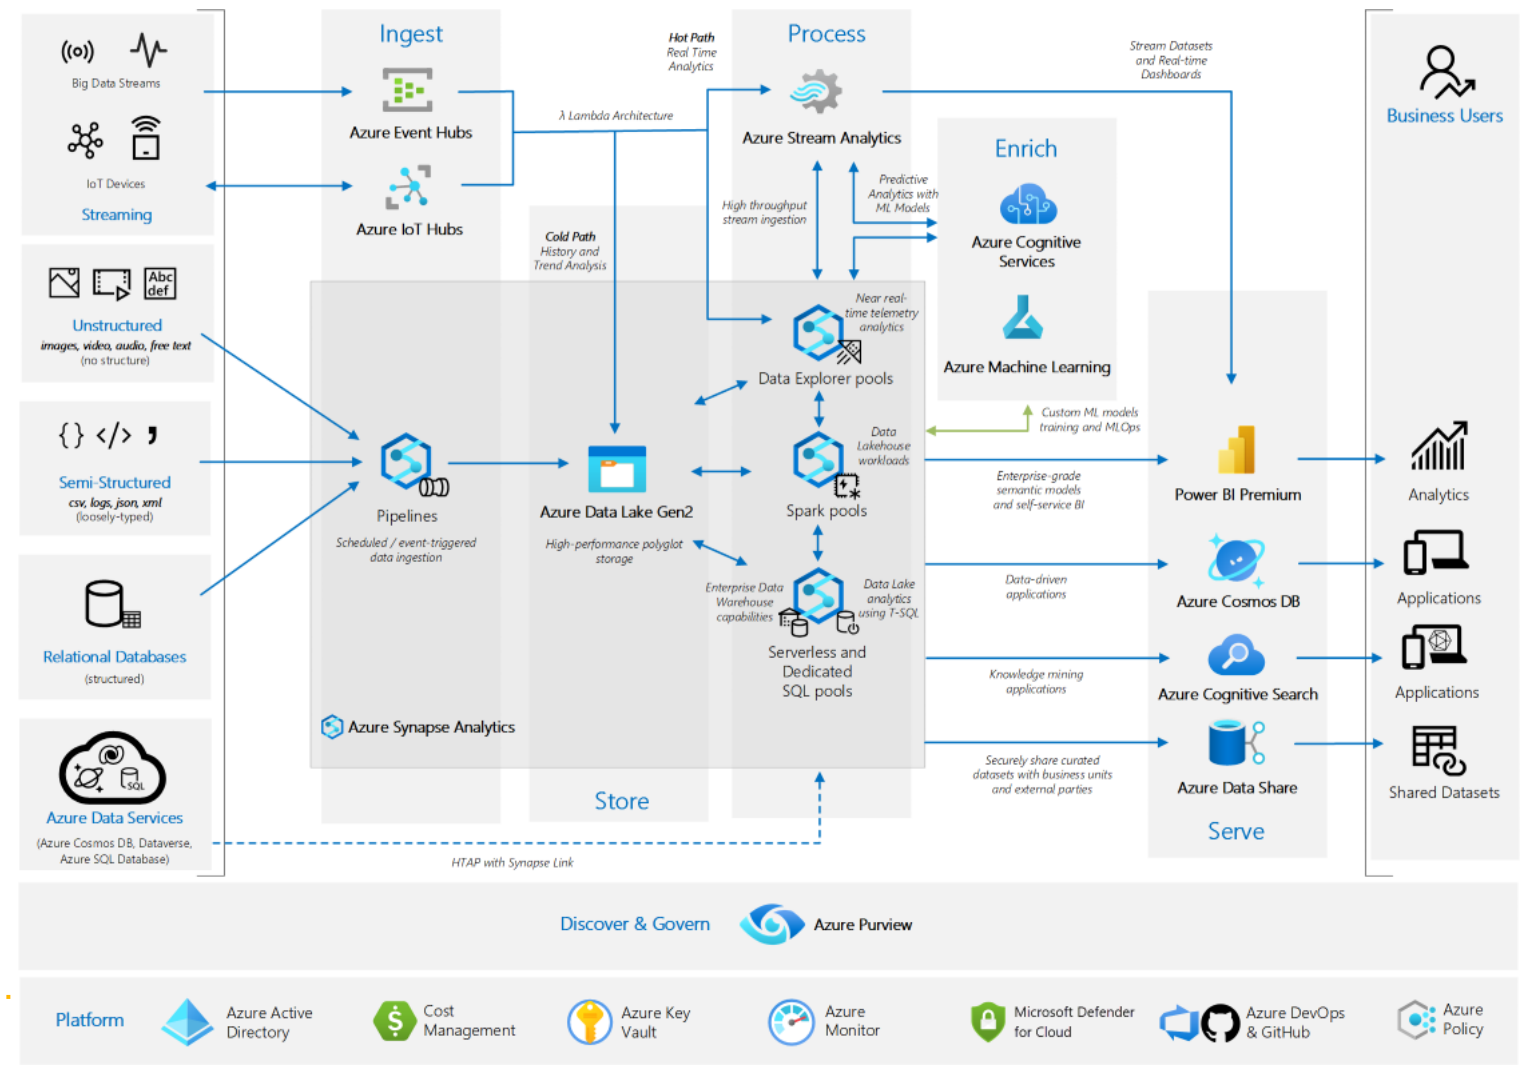 Big Data Streams
IoT Devices
Streaming
Abc
def
Unstructured
images, video, audio, free text
(no structure)
{ } </> ,
Semi-Structured
csv, logs, json, xml
(loosely-typed)
Relational Databases
(structured)
SQL
Azure Data Services
(Azure Cosmos DB, Dataverse,
Azure SQL Database)
Ingest
Azure Event Hubs
Azure IoT Hubs
Pipelines
Scheduled / event-triggered
data ingestion
Azure Synapse Analytics
HTAP with Synapse Link
λ Lambda Architecture
Cold Path
History and
Trend Analysis
Azure Data Lake Gen2
High-performance polyglot
storage
Store
Hot Path
Real Time
Analytics
Process
Azure Stream Analytics
High throughput
stream ingestion
Predictive
Analytics with
ML Models
Near real-
time telemetry
analytics
Data Explorer pools
Data
Lakehouse
workloads
Spark pools
Enterprise Data
Warehouse
capabilities
Data Lake
analytics
using T-SQL
Serverless and
Dedicated
SQL pools
Enrich
Azure Cognitive
Services
Azure Machine Learning
Custom ML models
training and MLOps
Stream Datasets
and Real-time
Dashboards
Enterprise-grade
semantic models
and self-service BI
Data-driven
applications
Knowledge mining
applications
Securely share curated
datasets with business units
and external parties
Power BI Premium
Azure Cosmos DB
Azure Cognitive Search
Azure Data Share
Serve
Business Users
Analytics
Applications
Applications
Shared Datasets
Discover & Govern
Azure Purview
Platform
Azure Active
Directory
$
Cost
Management
Azure Key
Vault
Azure
Monitor
Microsoft Defender
for Cloud
Azure DevOps
& GitHub
Azure
Policy